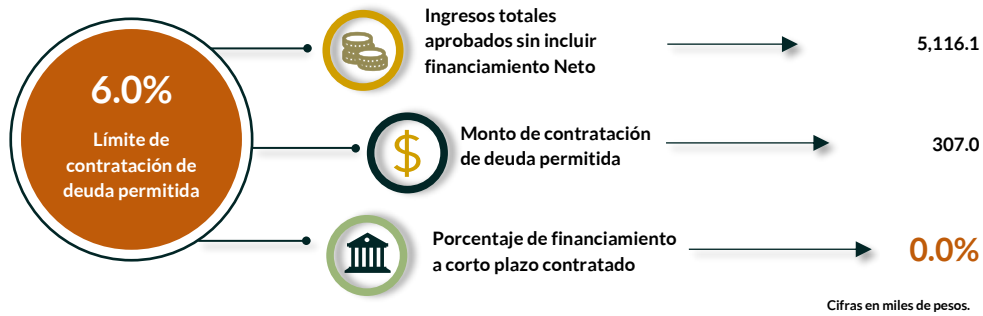 6.0%
Límite de
contratación de
deuda permitida
Ingresos totales
aprobados sin incluir
financiamiento Neto
5,116.1
$
Monto de contratación
de deuda permitida
307.0
Porcentaje de financiamiento
a corto plazo contratado
0.0%
Cifras en miles de pesos.